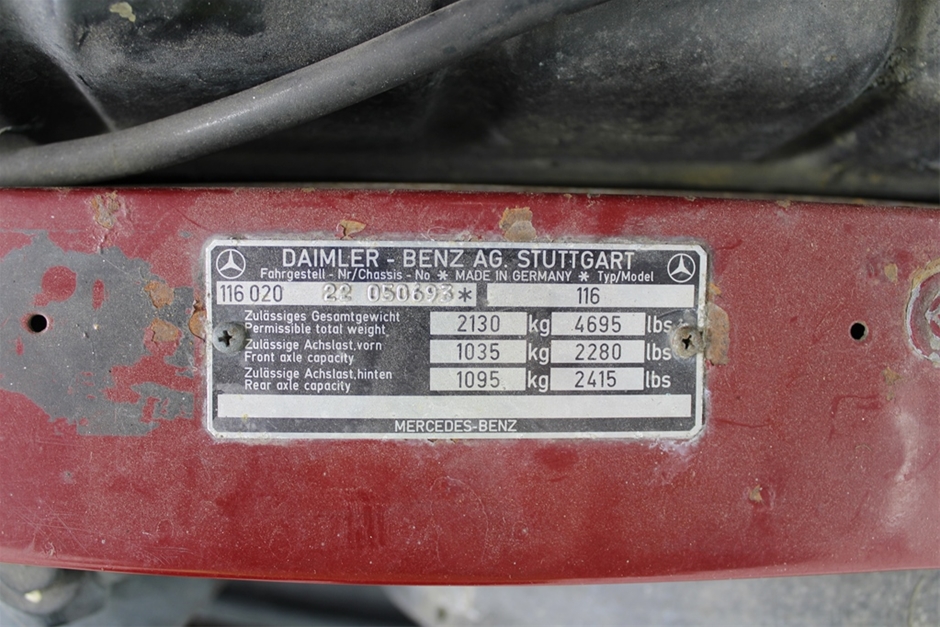 DAIMLER - BENZ AG. STUTTGART
Fahrgestell - Nr/Chassis - No * MADE IN GERMANY * Typ/Model
116 020 22 050693* 116
Zulässiges Gesamtgewicht
Permissible total weight 2130 kg 4695 lbs
Zulässige Achslast,vorn
Front axle capacity 1035 kg 2280 lbs
Zulässige Achslast,hinten
Rear axle capacity 1095 kg 2415 lbs
MERCEDES-BENZ